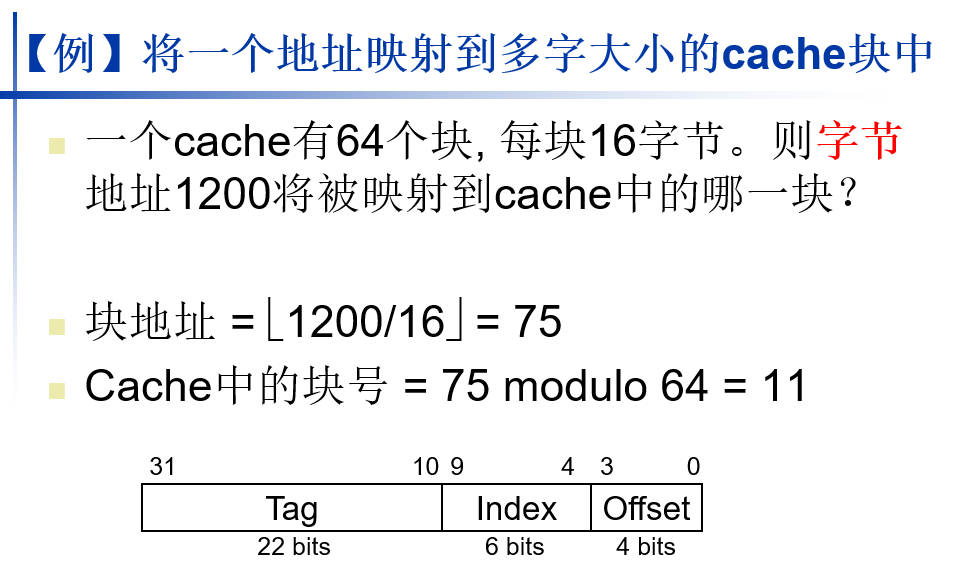 【例】将一个地址映射到多字大小的cache块中
一个cache有64个块, 每块16字节。则字节
地址1200将被映射到cache中的哪一块？
块地址 = ⌊1200/16⌋ = 75
Cache中的块号 = 75 modulo 64 = 11
31 10 9 4 3 0
Tag Index Offset
22 bits 6 bits 4 bits